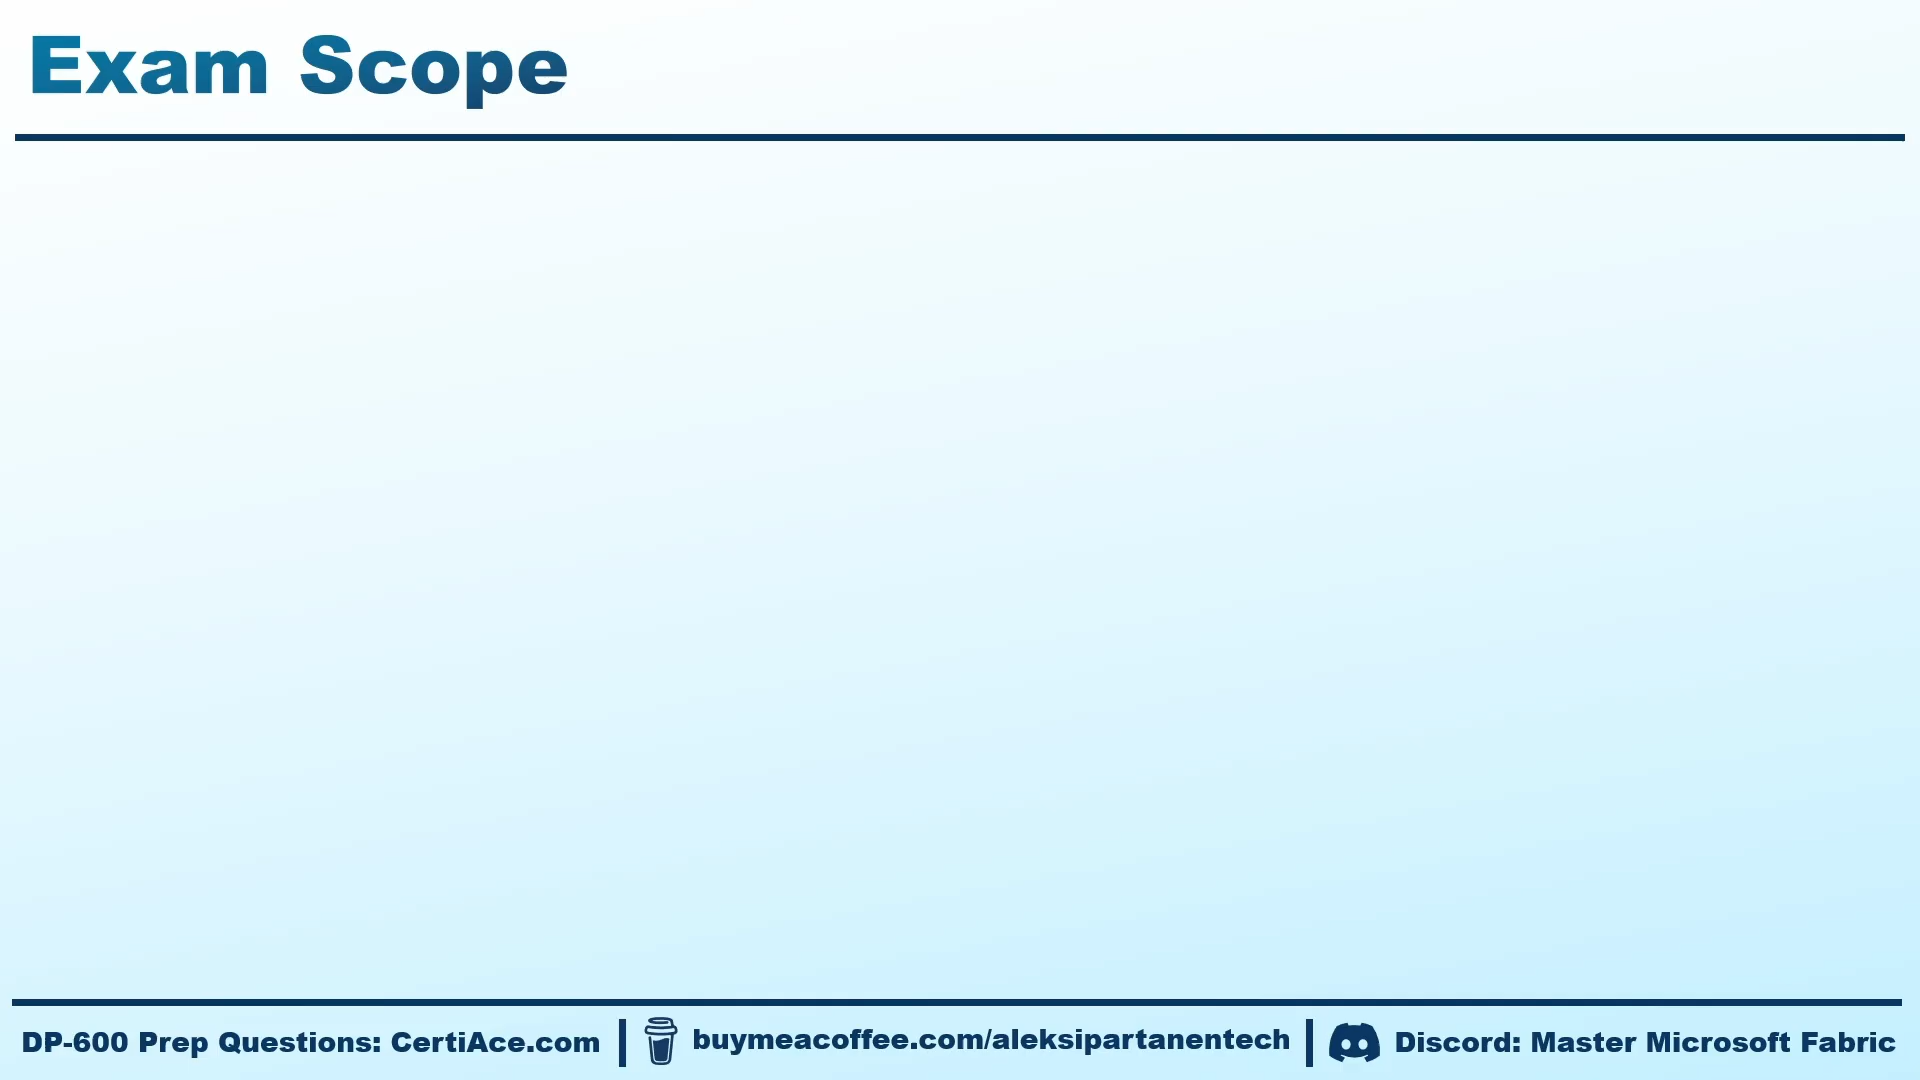 Exam Scope
DP-600 Prep Questions: CertiAce.com
buymeacoffee.com/aleksipartanentech
Discord: Master Microsoft Fabric